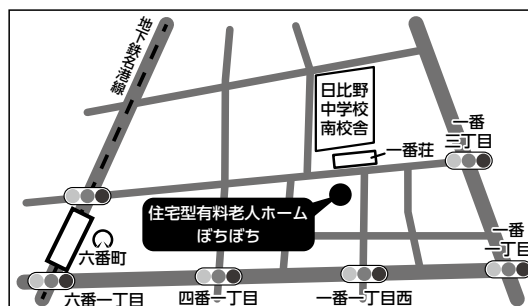 地下鉄名港線
日比野
中学校
南校舎
一番荘
一番
三丁目
住宅型有料老人ホーム
ぼちぼち
六番町
一番
一丁目
六番一丁目
四番一丁目
一番一丁目西